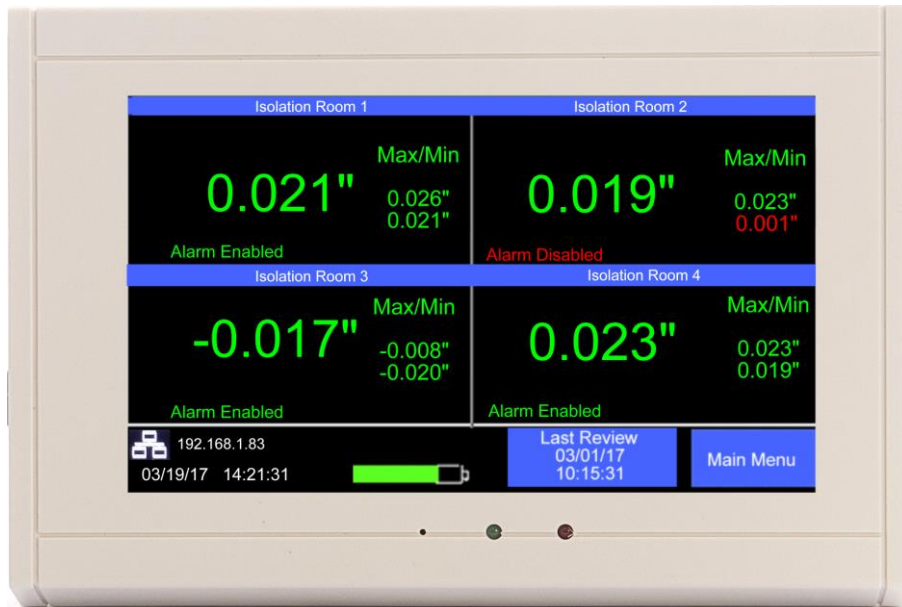 Isolation Room 1
0.021"
Max/Min
0.026"
0.021"
Alarm Enabled
Isolation Room 2
0.019"
Max/Min
0.023"
0.001"
Alarm Disabled
Isolation Room 3
-0.017"
Max/Min
-0.008"
-0.020"
Alarm Enabled
Isolation Room 4
0.023"
Max/Min
0.023"
0.019"
Alarm Enabled
192.168.1.83
03/19/17 14:21:31
Last Review
03/01/17
10:15:31
Main Menu